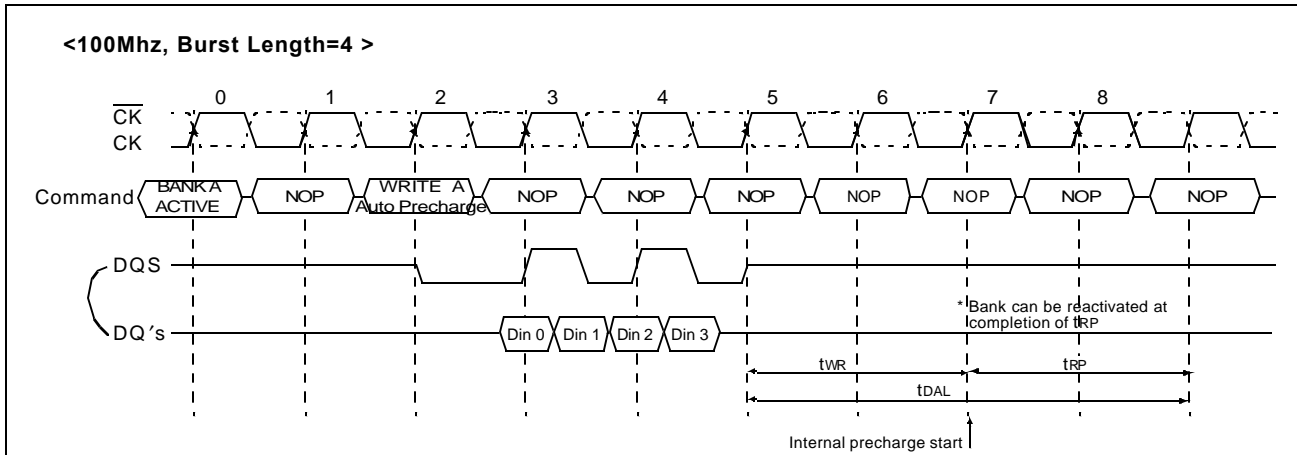 <100Mhz, Burst Length=4 >
0 1 2 3 4 5 6 7 8
CK
CK
Command
BANK A
ACTIVE
NOP
WRITE A
Auto Precharge
NOP
NOP
NOP
NOP
NOP
NOP
NOP
DQS
DQ's
Din 0 Din 1 Din 2 Din 3
* Bank can be reactivated at
completion of tRP
tWR
tRP
tDAL
Internal precharge start